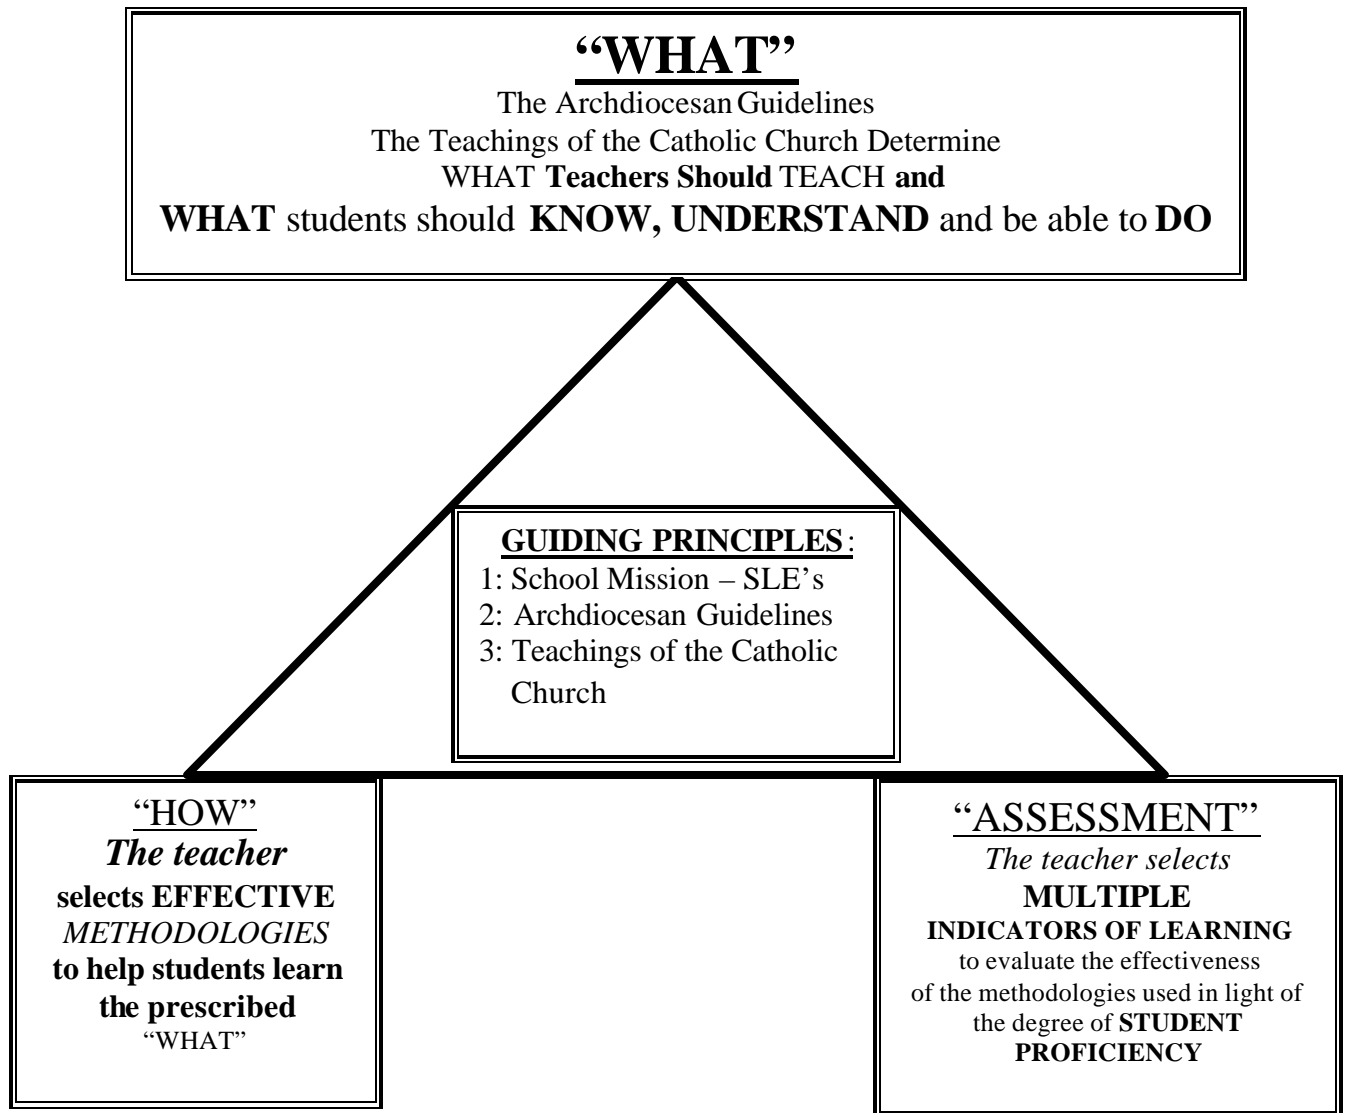 “WHAT”
The Archdiocesan Guidelines
The Teachings of the Catholic Church Determine
WHAT Teachers Should TEACH and
WHAT students should KNOW, UNDERSTAND and be able to DO
GUIDING PRINCIPLES:
1: School Mission – SLE’s
2: Archdiocesan Guidelines
3: Teachings of the Catholic
Church
“HOW”
The teacher
selects EFFECTIVE
METHODOLOGIES
to help students learn
the prescribed
“WHAT”
“ASSESSMENT”
The teacher selects
MULTIPLE
INDICATORS OF LEARNING
to evaluate the effectiveness
of the methodologies used in light of
the degree of STUDENT
PROFICIENCY